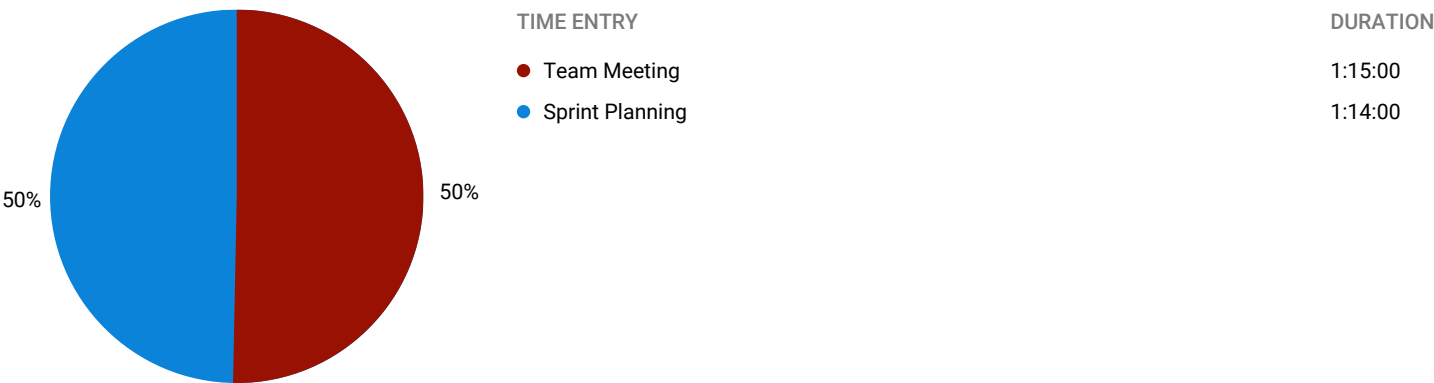 TIME ENTRY DURATION
Team Meeting 1:15:00
Sprint Planning 1:14:00
50%
50%